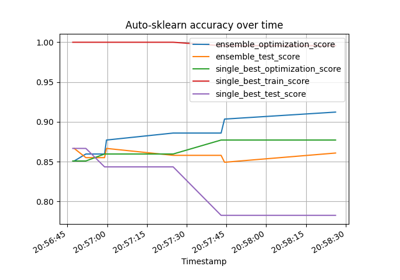 Auto-sklearn accuracy over time
1.00
0.95
0.90
0.85
0.80
ensemble_optimization_score
ensemble_test_score
single_best_optimization_score
single_best_train_score
single_best_test_score
20:56:45
20:57:00
20:57:15
20:57:30
20:57:45
20:58:00
20:58:15
20:58:30
Timestamp